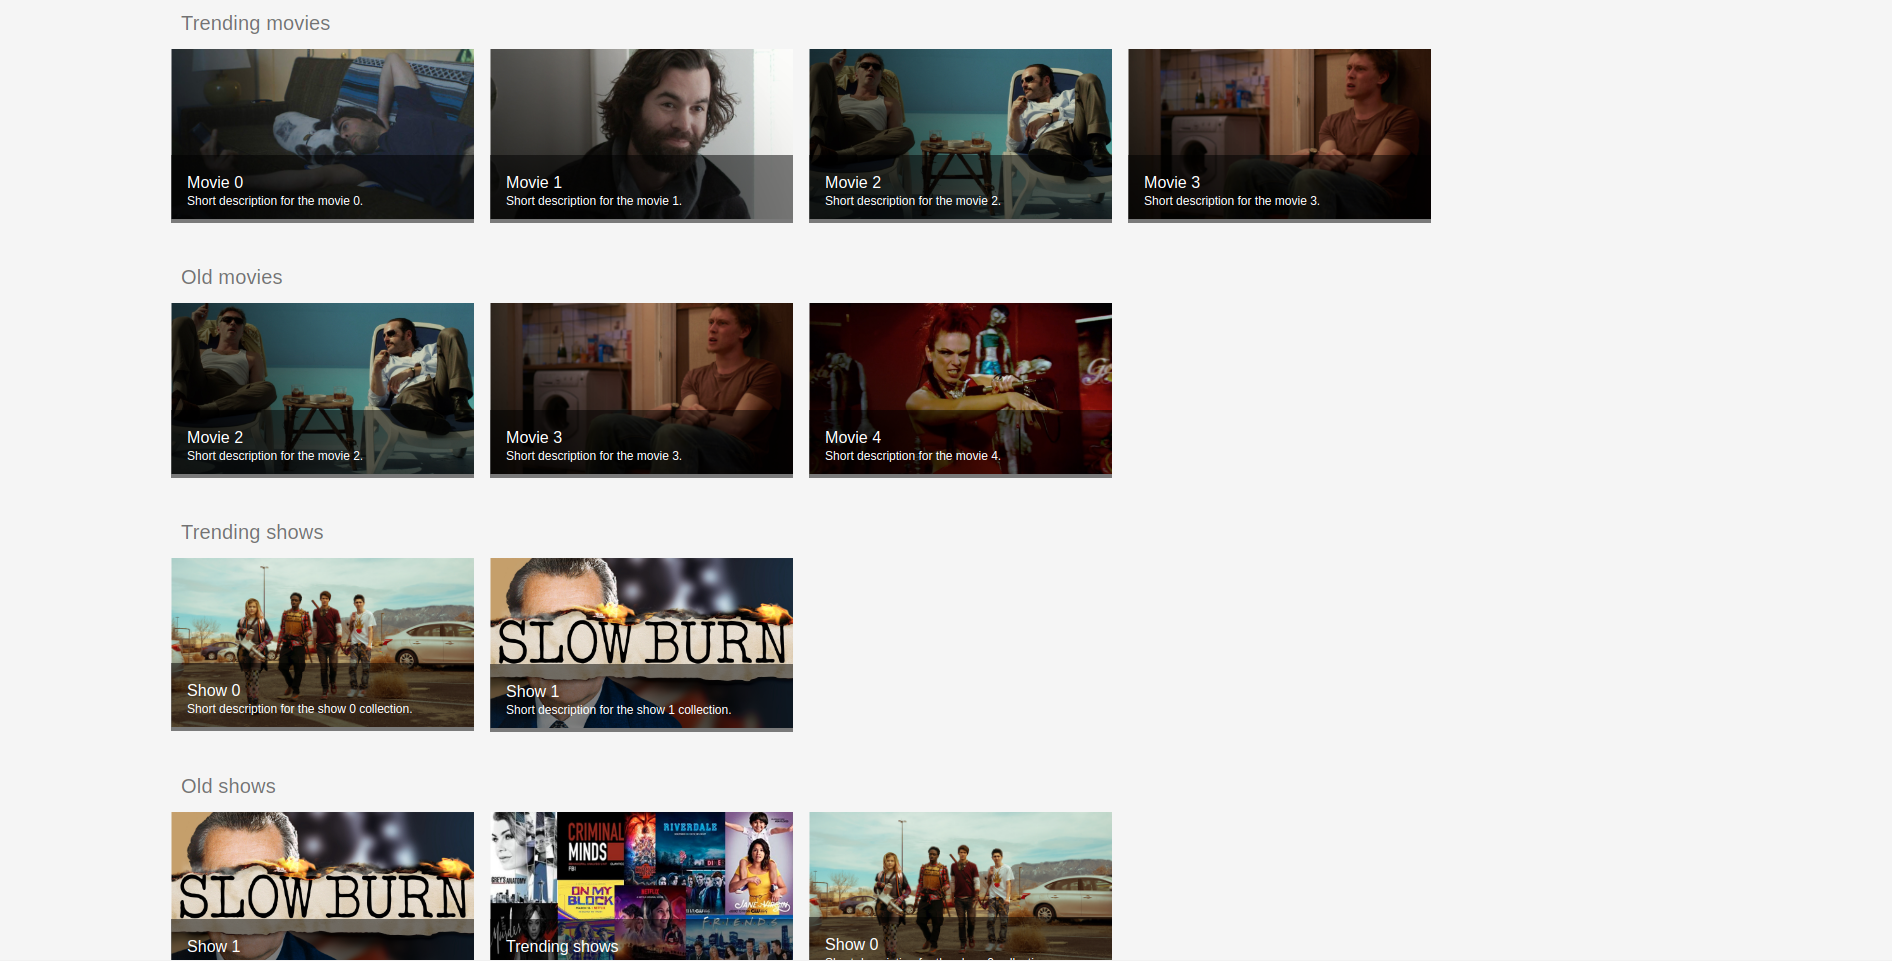 Trending movies
Movie 0
Short description for the movie 0.
Movie 1
Short description for the movie 1.
Movie 2
Short description for the movie 2.
Movie 3
Short description for the movie 3.
Old movies
Movie 2
Short description for the movie 2.
Movie 3
Short description for the movie 3.
Movie 4
Short description for the movie 4.
Trending shows
SLOW BURN
Show 0
Short description for the show 0 collection.
Show 1
Short description for the show 1 collection.
Old shows
SLOW BURN
Show 1
CRIMINAL
MINDS
RIVERDALE
GREY'S ANATOMY
ON MY
BLOCK
NETFLIX
FRIENDS
Trending shows
Show 0